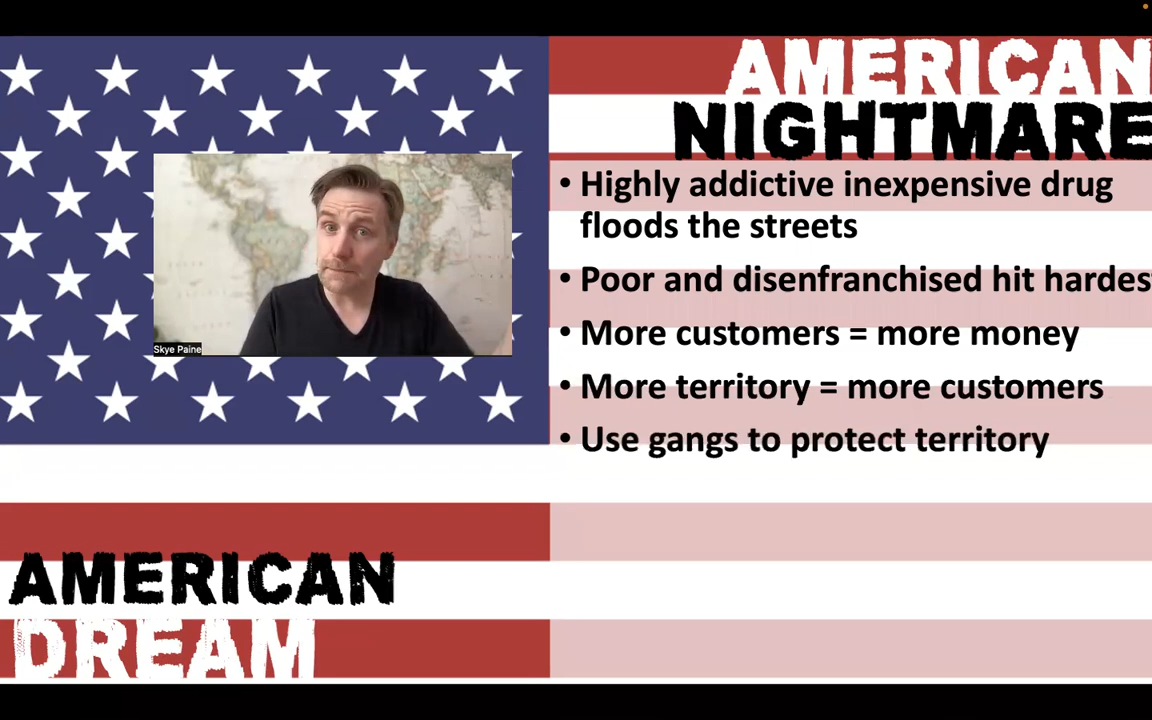 AMERICAN
NIGHTMARE
• Highly addictive inexpensive drug
floods the streets
• Poor and disenfranchised hit hardes
• More customers = more money
• More territory = more customers
• Use gangs to protect territory
Skye Paine
AMERICAN
DREAM